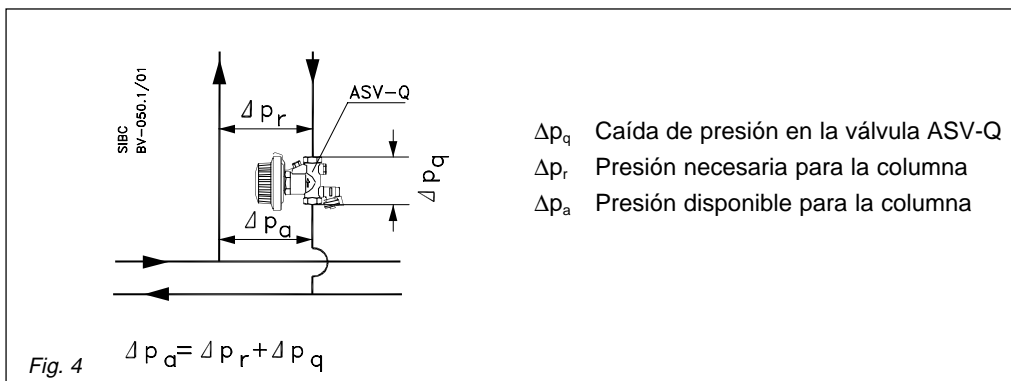 SIBC
BV-050.1/01
ASV-Q
Δpr
Δpq
Δpa
Δpq Caída de presión en la válvula ASV-Q
Δpr Presión necesaria para la columna
Δpa Presión disponible para la columna
Fig. 4 Δpa=Δpr+Δpq